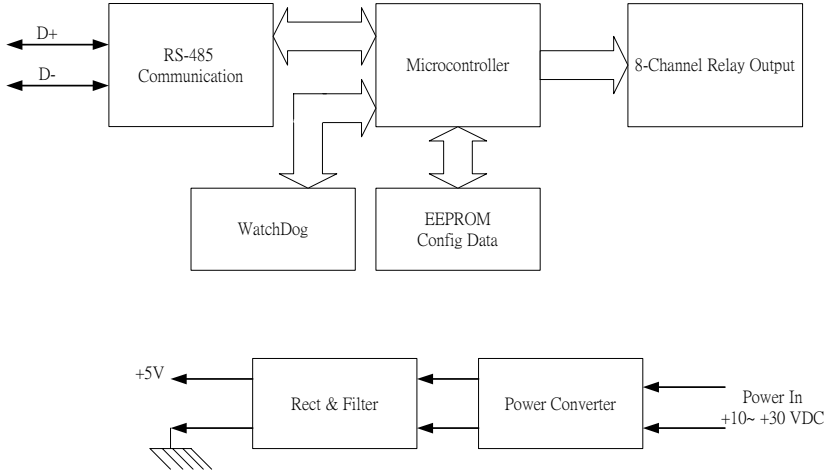 D+
D-
RS-485
Communication
Microcontroller
8-Channel Relay Output
WatchDog
EEPROM
Config Data
+5V
Rect & Filter
Power Converter
Power In
+10~ +30 VDC